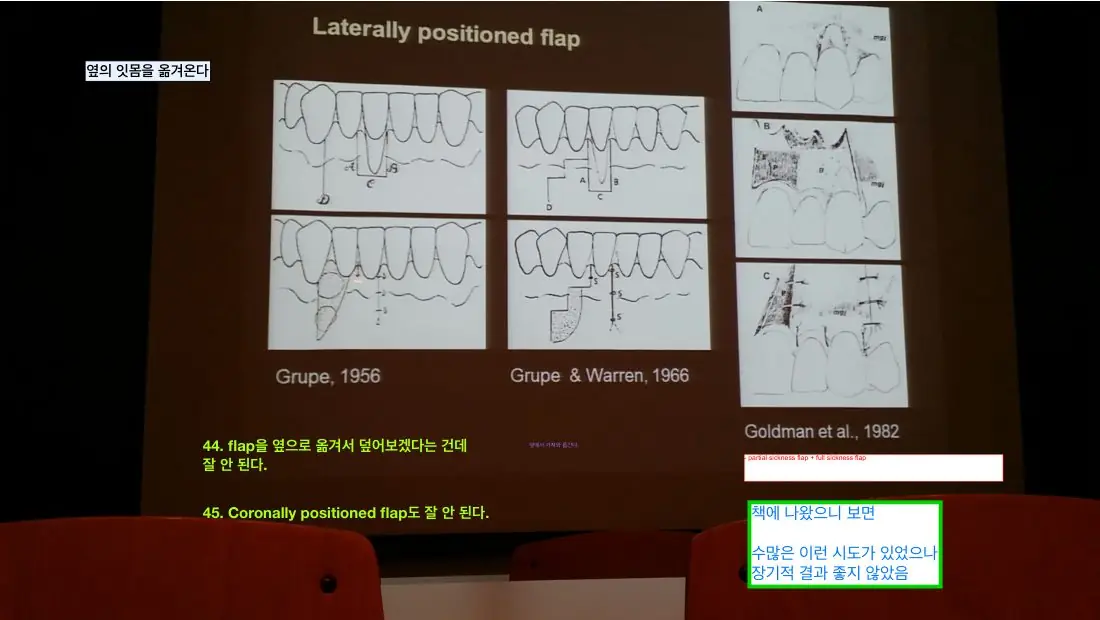 Laterally positioned flap
옆의 잇몸을 옮겨온다
A B
C
D
A B
C
D
S
S
S
S
S
A
mgj
B
P
D
mgj
C
P
mgj
Grupe, 1956
Grupe & Warren, 1966
Goldman et al., 1982
44. flap을 옆으로 옮겨서 덮어보겠다는 건데
잘 안 된다.
45. Coronally positioned flap도 잘 안 된다.
- partial sickness flap + full sickness flap
책에 나왔으니 보면
수많은 이런 시도가 있었으나
장기적 결과 좋지 않았음